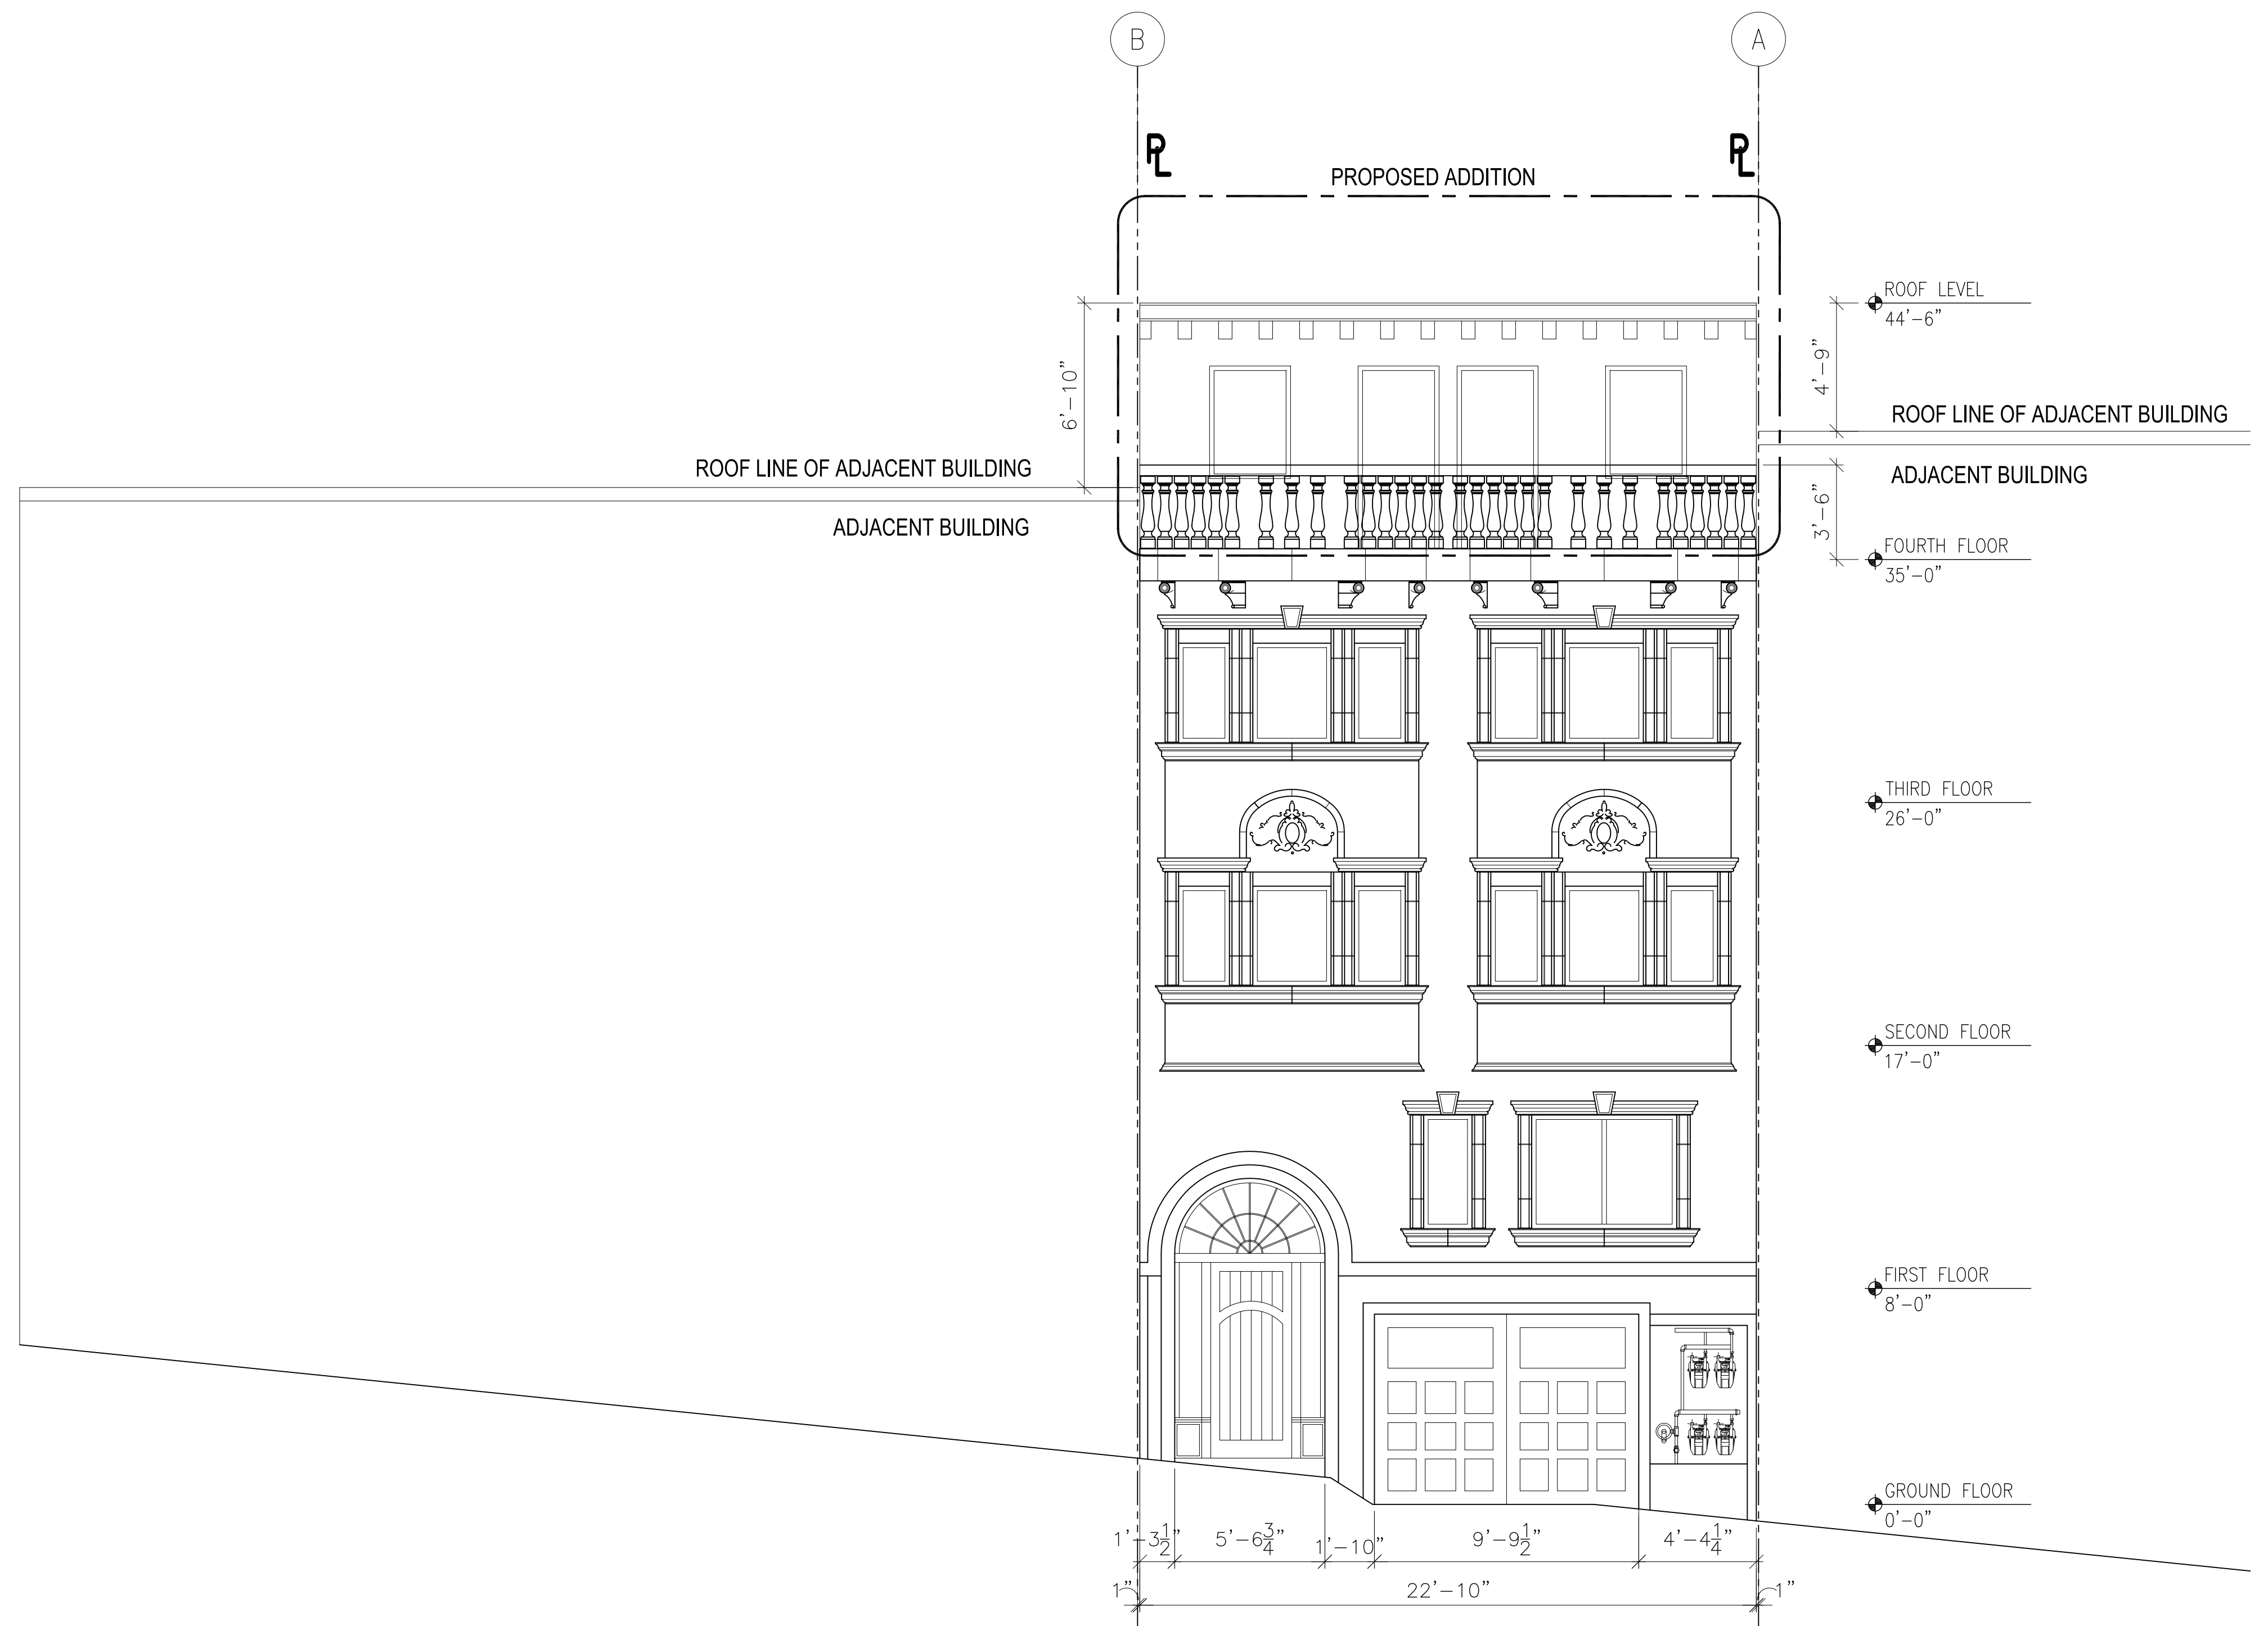 B
A
PL
PL
PROPOSED ADDITION
ROOF LEVEL
44'-6"
6'-10"
4'-9"
ROOF LINE OF ADJACENT BUILDING
ROOF LINE OF ADJACENT BUILDING
ADJACENT BUILDING
ADJACENT BUILDING
3'-6"
FOURTH FLOOR
35'-0"
THIRD FLOOR
26'-0"
SECOND FLOOR
17'-0"
FIRST FLOOR
8'-0"
GROUND FLOOR
0'-0"
1'-3 1/2"
5'-6 3/4"
1'-10"
9'-9 1/2"
4'-4 1/4"
1"
22'-10"
1"